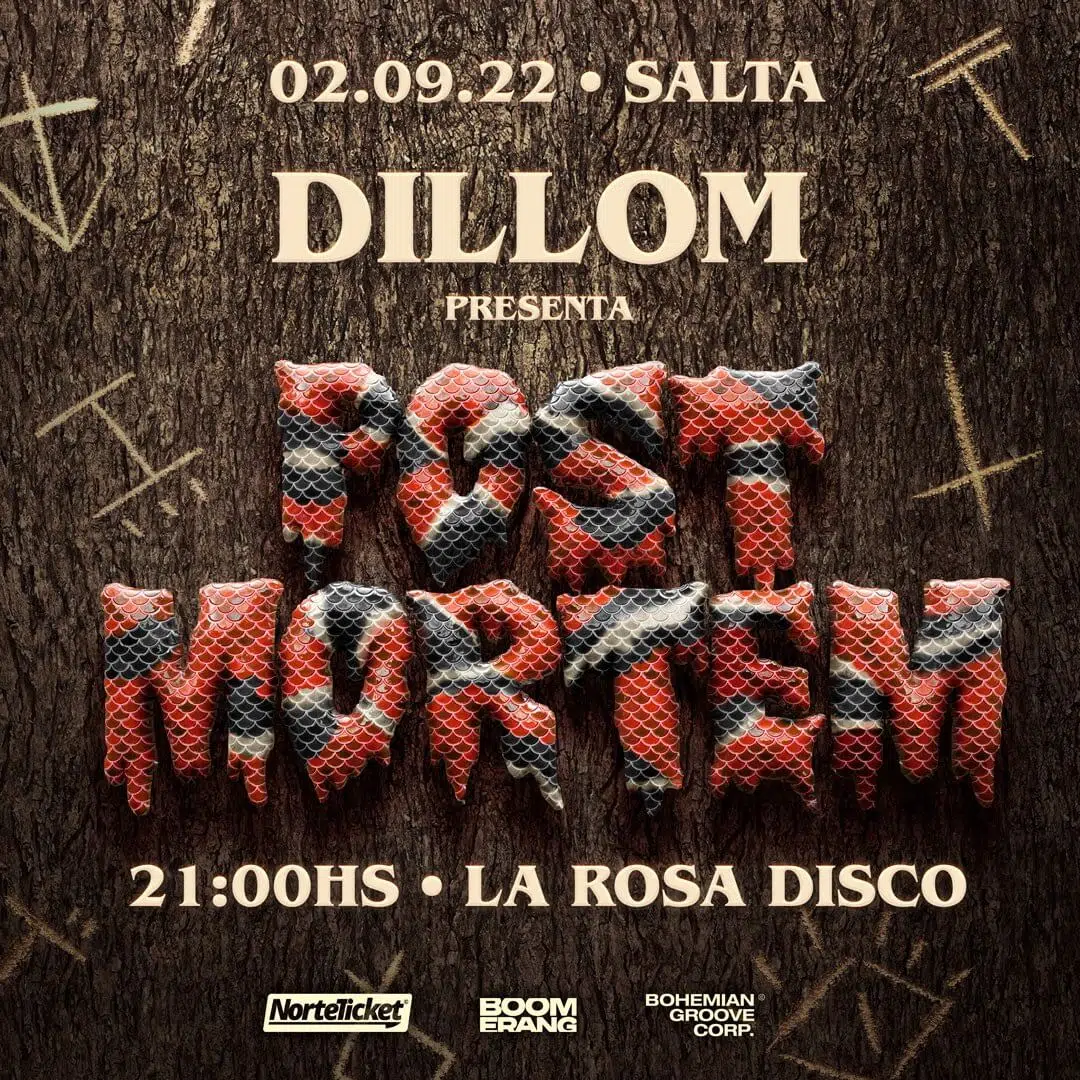 02.09.22 • SALTA
DILLOM
PRESENTA
POST
MORTEM
21:00HS • LA ROSA DISCO
NorteTicket®
BOOM
ERANG
BOHEMIAN®
GROOVE
CORP.